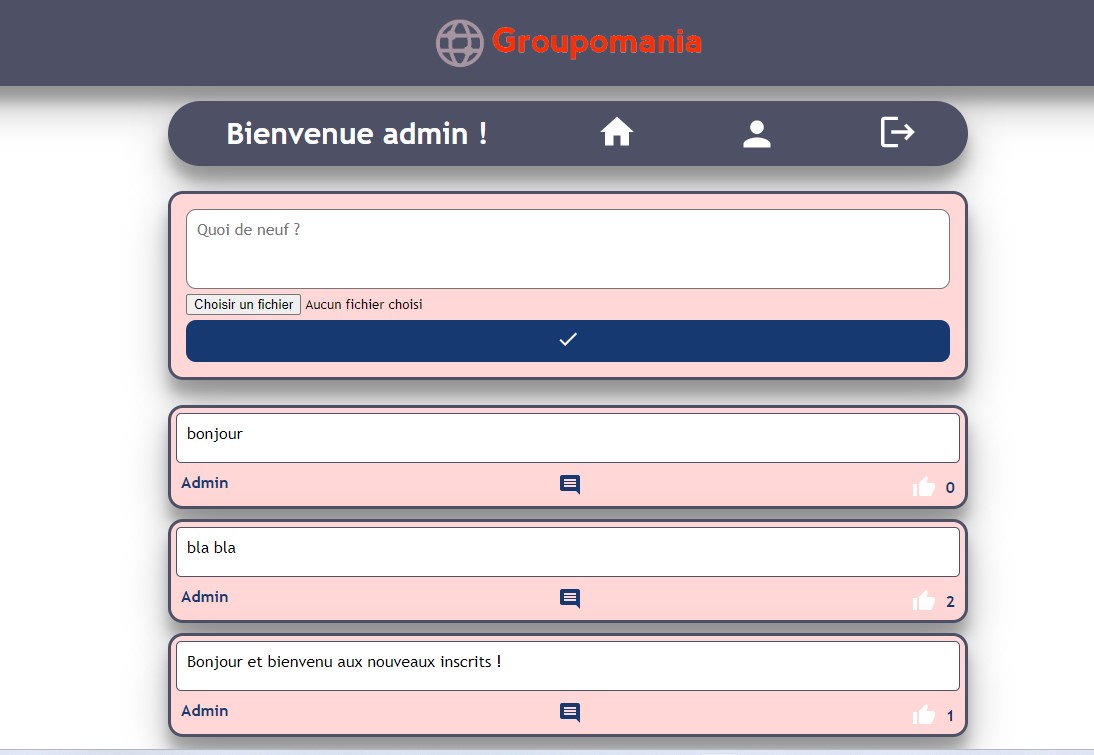 Groupomania
Bienvenue admin !
Quoi de neuf ?
Choisir un fichier Aucun fichier choisi
bonjour
Admin 0
bla bla
Admin 2
Bonjour et bienvenu aux nouveaux inscrits !
Admin 1